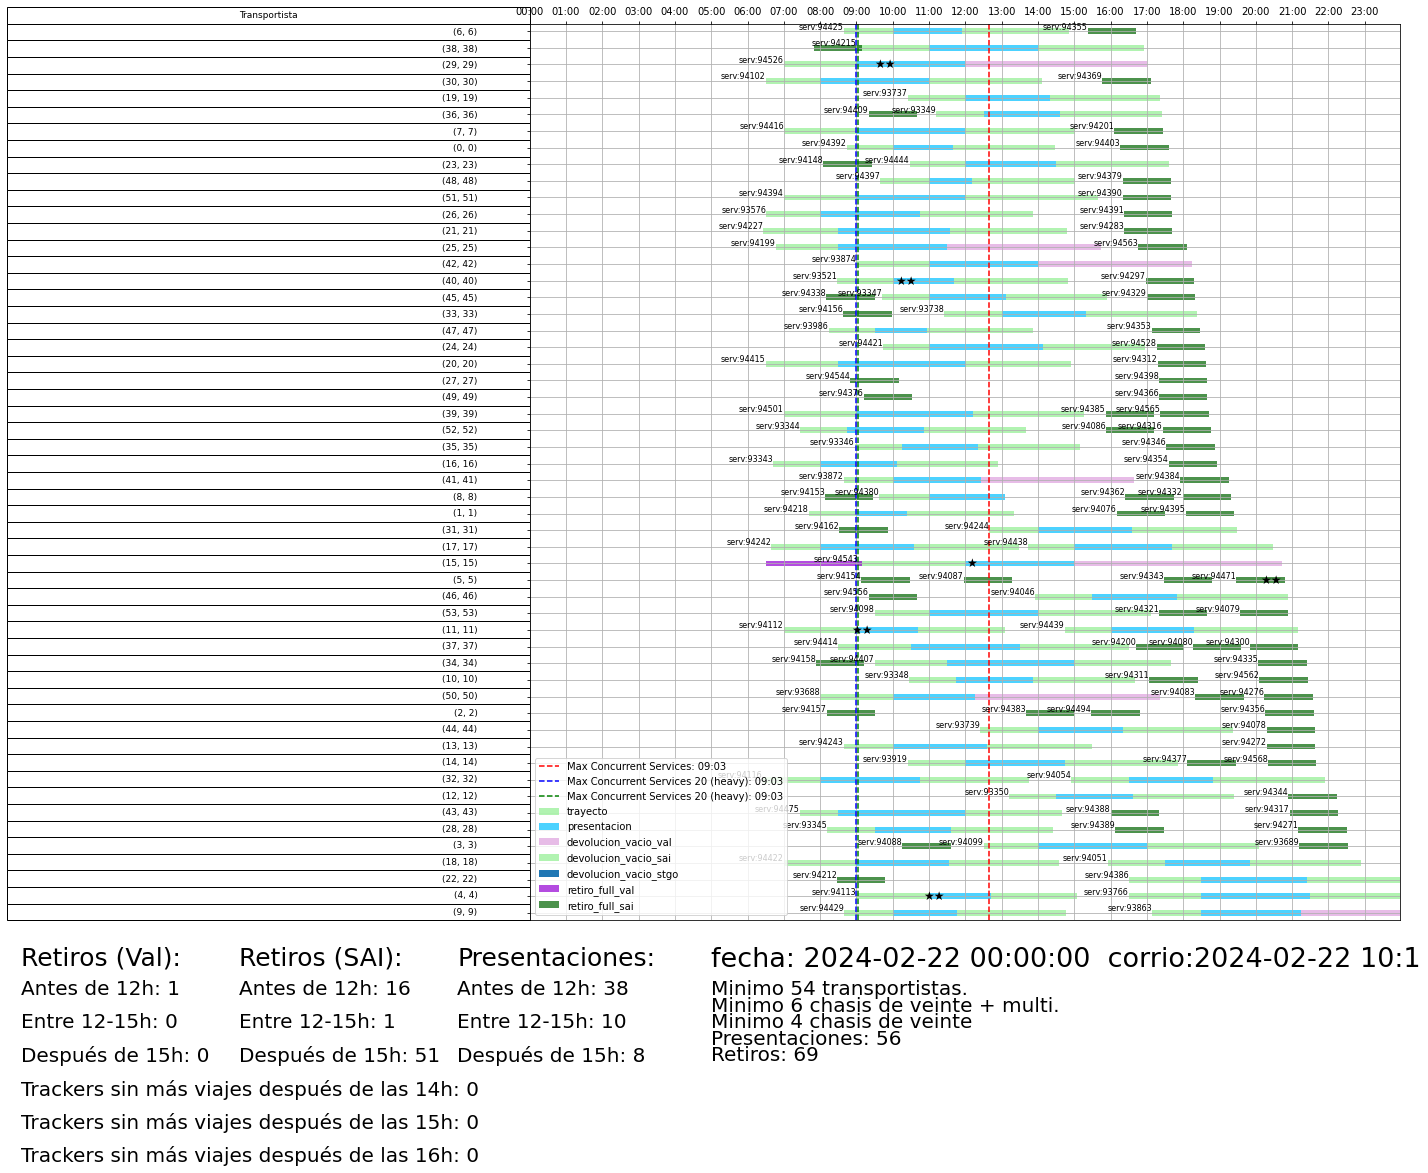 Transportista
00:00 01:00 02:00 03:00 04:00 05:00 06:00 07:00 08:00 09:00 10:00 11:00 12:00 13:00 14:00 15:00 16:00 17:00 18:00 19:00 20:00 21:00 22:00 23:00
(6, 6) serv:94425 serv:94355
(38, 38) serv:94215
(29, 29) serv:94526
(30, 30) serv:94102 serv:94369
(19, 19) serv:93737
(36, 36) serv:94409 serv:93349
(7, 7) serv:94416 serv:94201
(0, 0) serv:94392 serv:94403
(23, 23) serv:94148 serv:94444
(48, 48) serv:94397 serv:94379
(51, 51) serv:94394 serv:94390
(26, 26) serv:93576 serv:94391
(21, 21) serv:94227 serv:94283
(25, 25) serv:94199 serv:94563
(42, 42) serv:93874
(40, 40) serv:93521 serv:94297
(45, 45) serv:94338 serv:93347 serv:94329
(33, 33) serv:94156 serv:93738
(47, 47) serv:93986 serv:94353
(24, 24) serv:94421 serv:94528
(20, 20) serv:94415 serv:94312
(27, 27) serv:94544 serv:94398
(49, 49) serv:94376 serv:94366
(39, 39) serv:94501 serv:94385 serv:94565
(52, 52) serv:93344 serv:94086 serv:94316
(35, 35) serv:93346 serv:94346
(16, 16) serv:93343 serv:94354
(41, 41) serv:93872 serv:94384
(8, 8) serv:94153 serv:94380 serv:94362 serv:94332
(1, 1) serv:94218 serv:94076 serv:94395
(31, 31) serv:94162 serv:94244
(17, 17) serv:94242 serv:94438
(15, 15) serv:94543
(5, 5) serv:94154 serv:94087 serv:94343 serv:94471
(46, 46) serv:94556 serv:94046
(53, 53) serv:94098 serv:94321 serv:94079
(11, 11) serv:94112 serv:94439
(37, 37) serv:94414 serv:94200 serv:94080 serv:94300
(34, 34) serv:94158 serv:94407 serv:94335
(10, 10) serv:93348 serv:94311 serv:94562
(50, 50) serv:93688 serv:94083 serv:94276
(2, 2) serv:94157 serv:94383 serv:94494 serv:94356
(44, 44) serv:93739 serv:94078
(13, 13) serv:94243 serv:94272
(14, 14) serv:93919 serv:94377 serv:94568
(32, 32) serv:94054
(12, 12) serv:93350 serv:94344
(43, 43) serv:94388 serv:94317
(28, 28) serv:93345 serv:94389 serv:94271
(3, 3) serv:94088 serv:94099 serv:93689
(18, 18) serv:94422 serv:94051
(22, 22) serv:94212 serv:94386
(4, 4) serv:94113 serv:93766
(9, 9) serv:94429 serv:93863
Max Concurrent Services: 09:03
Max Concurrent Services 20 (heavy): 09:03
Max Concurrent Services 20 (heavy): 09:03
trayecto
presentacion
devolucion_vacio_val
devolucion_vacio_sai
devolucion_vacio_stgo
retiro_full_val
retiro_full_sai
Retiros (Val):
Antes de 12h: 1
Entre 12-15h: 0
Después de 15h: 0
Retiros (SAI):
Antes de 12h: 16
Entre 12-15h: 1
Después de 15h: 51
Presentaciones:
Antes de 12h: 38
Entre 12-15h: 10
Después de 15h: 8
fecha: 2024-02-22 00:00:00 corrio:2024-02-22 10:1
Minimo 54 transportistas.
Minimo 6 chasis de veinte + multi.
Minimo 4 chasis de veinte
Presentaciones: 56
Retiros: 69
Trackers sin más viajes después de las 14h: 0
Trackers sin más viajes después de las 15h: 0
Trackers sin más viajes después de las 16h: 0